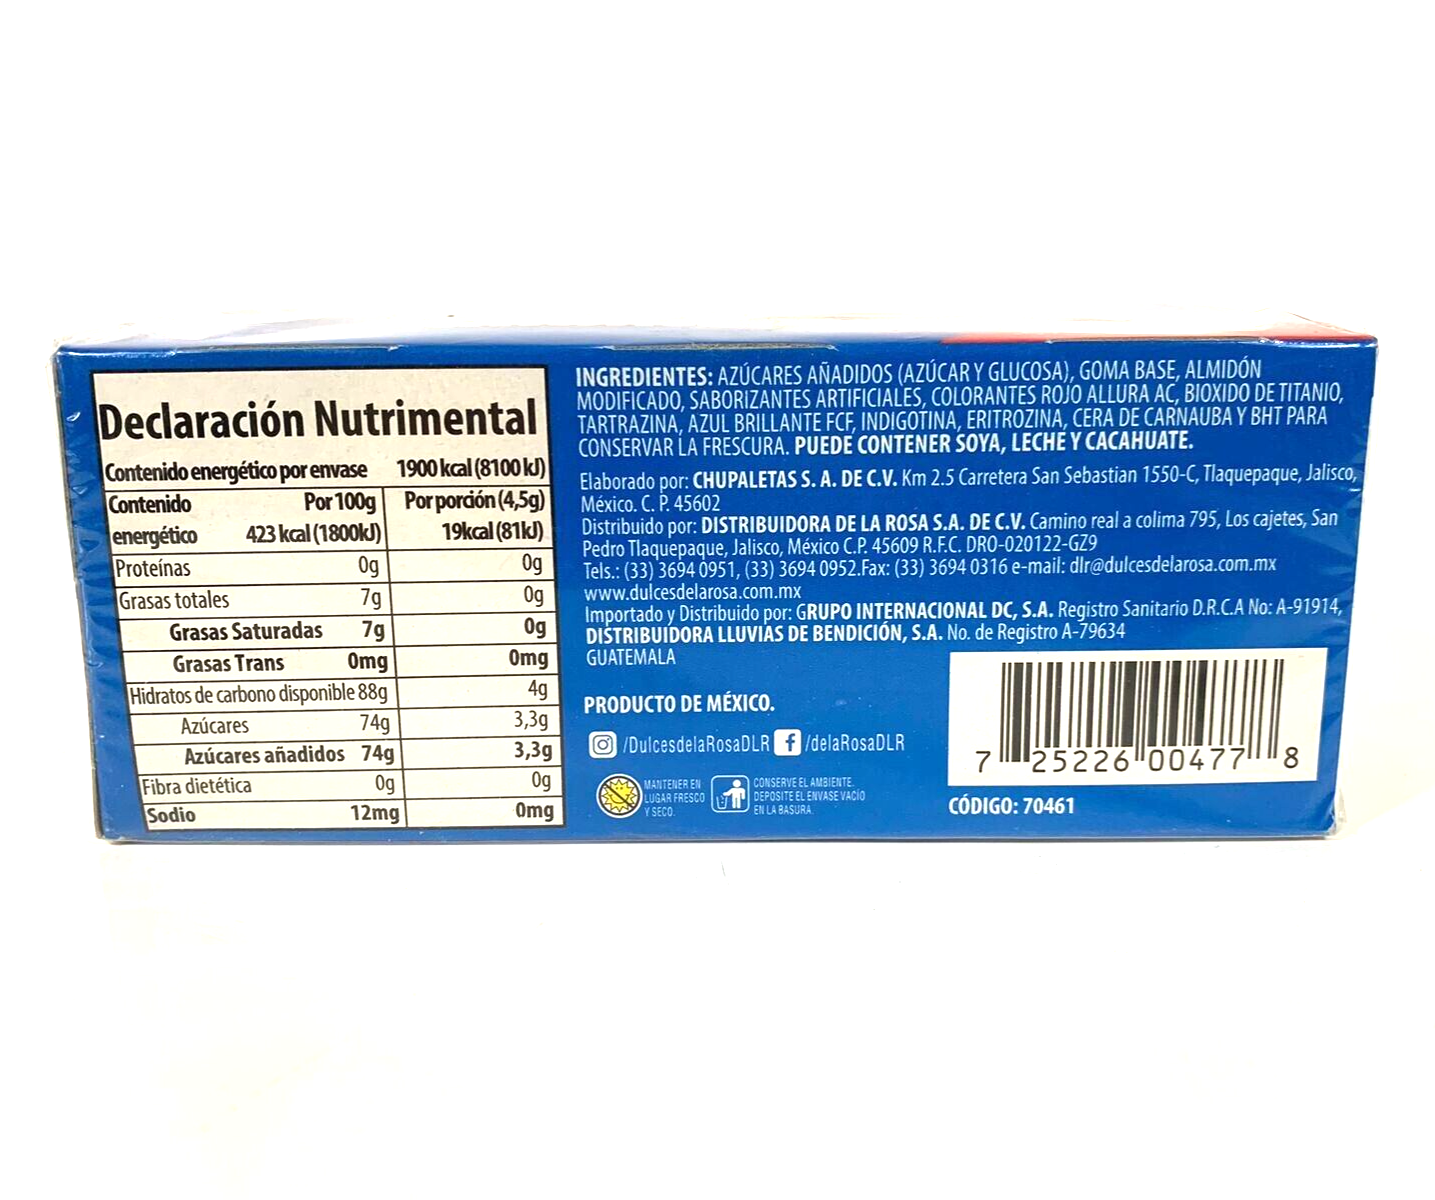 Declaración Nutrimental
Contenido energético por envase 1900 kcal (8100 kJ)
Contenido Por 100g Por porción (4,5g)
energético 423 kcal (1800kJ) 19kcal (81kJ)
Proteínas 0g 0g
Grasas totales 7g 0g
Grasas Saturadas 7g 0g
Grasas Trans 0mg 0mg
Hidratos de carbono disponible 88g 4g
Azúcares 74g 3,3g
Azúcares añadidos 74g 3,3g
Fibra dietética 0g 0g
Sodio 12mg 0mg
INGREDIENTES: AZÚCARES AÑADIDOS (AZÚCAR Y GLUCOSA), GOMA BASE, ALMIDÓN
MODIFICADO, SABORIZANTES ARTIFICIALES, COLORANTES ROJO ALLURA AC, BIOXIDO DE TITANIO,
TARTRAZINA, AZUL BRILLANTE FCF, INDIGOTINA, ERITROZINA, CERA DE CARNAUBA Y BHT PARA
CONSERVAR LA FRESCURA. PUEDE CONTENER SOYA, LECHE Y CACAHUATE.
Elaborado por: CHUPALETAS S. A. DE C.V. Km 2.5 Carretera San Sebastian 1550-C, Tlaquepaque, Jalisco,
México. C. P. 45602
Distribuido por: DISTRIBUIDORA DE LA ROSA S.A. DE C.V. Camino real a colima 795, Los cajetes, San
Pedro Tlaquepaque, Jalisco, México C.P. 45609 R.F.C. DRO-020122-GZ9
Tels.: (33) 3694 0951, (33) 3694 0952.Fax: (33) 3694 0316 e-mail: dlr@dulcesdelarosa.com.mx
www.dulcesdelarosa.com.mx
Importado y Distribuido por: GRUPO INTERNACIONAL DC, S.A. Registro Sanitario D.R.C.A No: A-91914,
DISTRIBUIDORA LLUVIAS DE BENDICIÓN, S.A. No. de Registro A-79634
GUATEMALA
PRODUCTO DE MÉXICO.
/DulcesdelaRosaDLR f /delaRosaDLR
MANTENER EN
LUGAR FRESCO
Y SECO.
CONSERVE EL AMBIENTE.
DEPOSITE EL ENVASE VACÍO
EN LA BASURA.
7 25226 00477 8
CÓDIGO: 70461